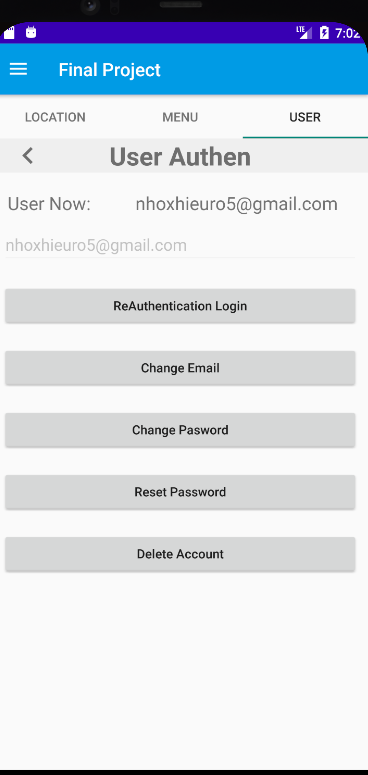 LTE 7:02
Final Project
LOCATION MENU USER
User Authen
User Now: nhoxhieuro5@gmail.com
nhoxhieuro5@gmail.com
ReAuthentication Login
Change Email
Change Pasword
Reset Password
Delete Account